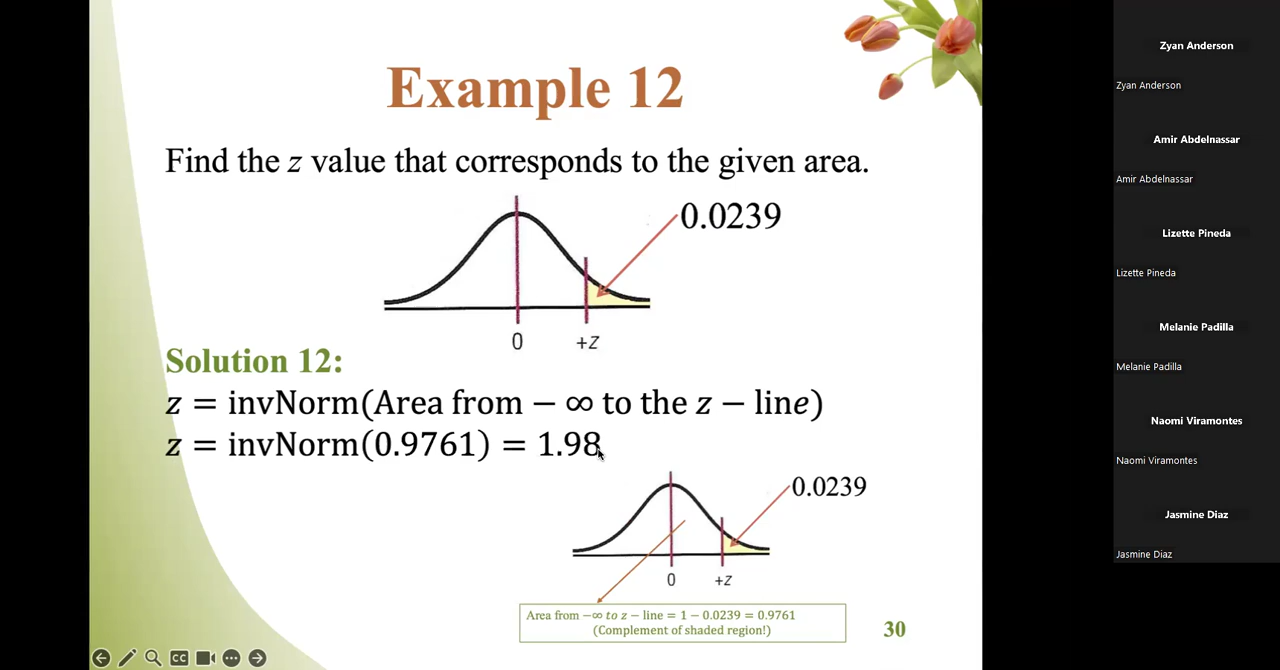 Example 12
Find the z value that corresponds to the given area.
0.0239
0
+z
Solution 12:
z = invNorm(Area from − ∞ to the z − line)
z = invNorm(0.9761) = 1.98
0.0239
0
+z
Area from −∞ to z − line = 1 − 0.0239 = 0.9761
(Complement of shaded region!)
30
CC
Zyan Anderson
Zyan Anderson
Amir Abdelnassar
Amir Abdelnassar
Lizette Pineda
Lizette Pineda
Melanie Padilla
Melanie Padilla
Naomi Viramontes
Naomi Viramontes
Jasmine Diaz
Jasmine Diaz